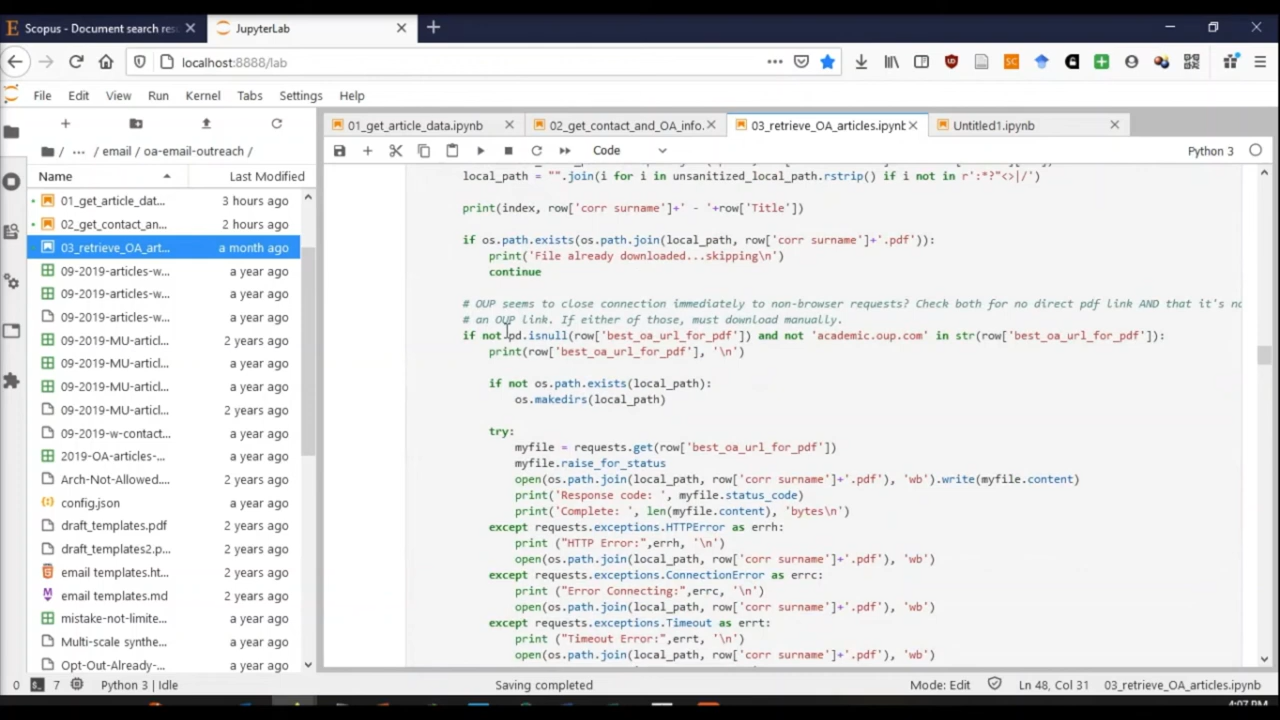 Scopus - Document search resu
JupyterLab
localhost:8888/lab
File Edit View Run Kernel Tabs Settings Help
/ ... / email / oa-email-outreach /
Name Last Modified
01_get_article_dat... 3 hours ago
02_get_contact_an... 2 hours ago
03_retrieve_OA_art... a month ago
09-2019-articles-w... a year ago
09-2019-articles-w... a year ago
09-2019-articles-w... a year ago
09-2019-MU-articl... 2 years ago
09-2019-MU-articl... a year ago
09-2019-MU-articl... a year ago
09-2019-MU-articl... 2 years ago
09-2019-w-contact... a year ago
2019-OA-articles-... a year ago
Arch-Not-Allowed.... 2 years ago
config.json a year ago
draft_templates.pdf 2 years ago
draft_templates2.p... 2 years ago
email templates.ht... 2 years ago
email templates.md 2 years ago
mistake-not-limite... 2 years ago
Multi-scale synthe... 2 years ago
Opt-Out-Already-... a year ago
01_get_article_data.ipynb
02_get_contact_and_OA_info.
03_retrieve_OA_articles.ipynb
Untitled1.ipynb
Code
Python 3
local_path = "".join(i for i in unsanitized_local_path.rstrip() if i not in r':*?"<>|/')
print(index, row['corr surname']+' - '+row['Title'])
if os.path.exists(os.path.join(local_path, row['corr surname']+'.pdf')):
print('File already downloaded...skipping\n')
continue
# OUP seems to close connection immediately to non-browser requests? Check both for no direct pdf link AND that it's no
# an OUP link. If either of those, must download manually.
if not pd.isnull(row['best_oa_url_for_pdf']) and not 'academic.oup.com' in str(row['best_oa_url_for_pdf']):
print(row['best_oa_url_for_pdf'], '\n')
if not os.path.exists(local_path):
os.makedirs(local_path)
try:
myfile = requests.get(row['best_oa_url_for_pdf'])
myfile.raise_for_status
open(os.path.join(local_path, row['corr surname']+'.pdf'), 'wb').write(myfile.content)
print('Response code: ', myfile.status_code)
print('Complete: ', len(myfile.content), 'bytes\n')
except requests.exceptions.HTTPError as errh:
print ("HTTP Error:",errh, '\n')
open(os.path.join(local_path, row['corr surname']+'.pdf'), 'wb')
except requests.exceptions.ConnectionError as errc:
print ("Error Connecting:",errc, '\n')
open(os.path.join(local_path, row['corr surname']+'.pdf'), 'wb')
except requests.exceptions.Timeout as errt:
print ("Timeout Error:",errt, '\n')
open(os.path.join(local_path, row['corr surname']+'.pdf'), 'wb')
0 7 Python 3 | Idle
Saving completed
Mode: Edit
Ln 48, Col 31
03_retrieve_OA_articles.ipynb
4:07 PM